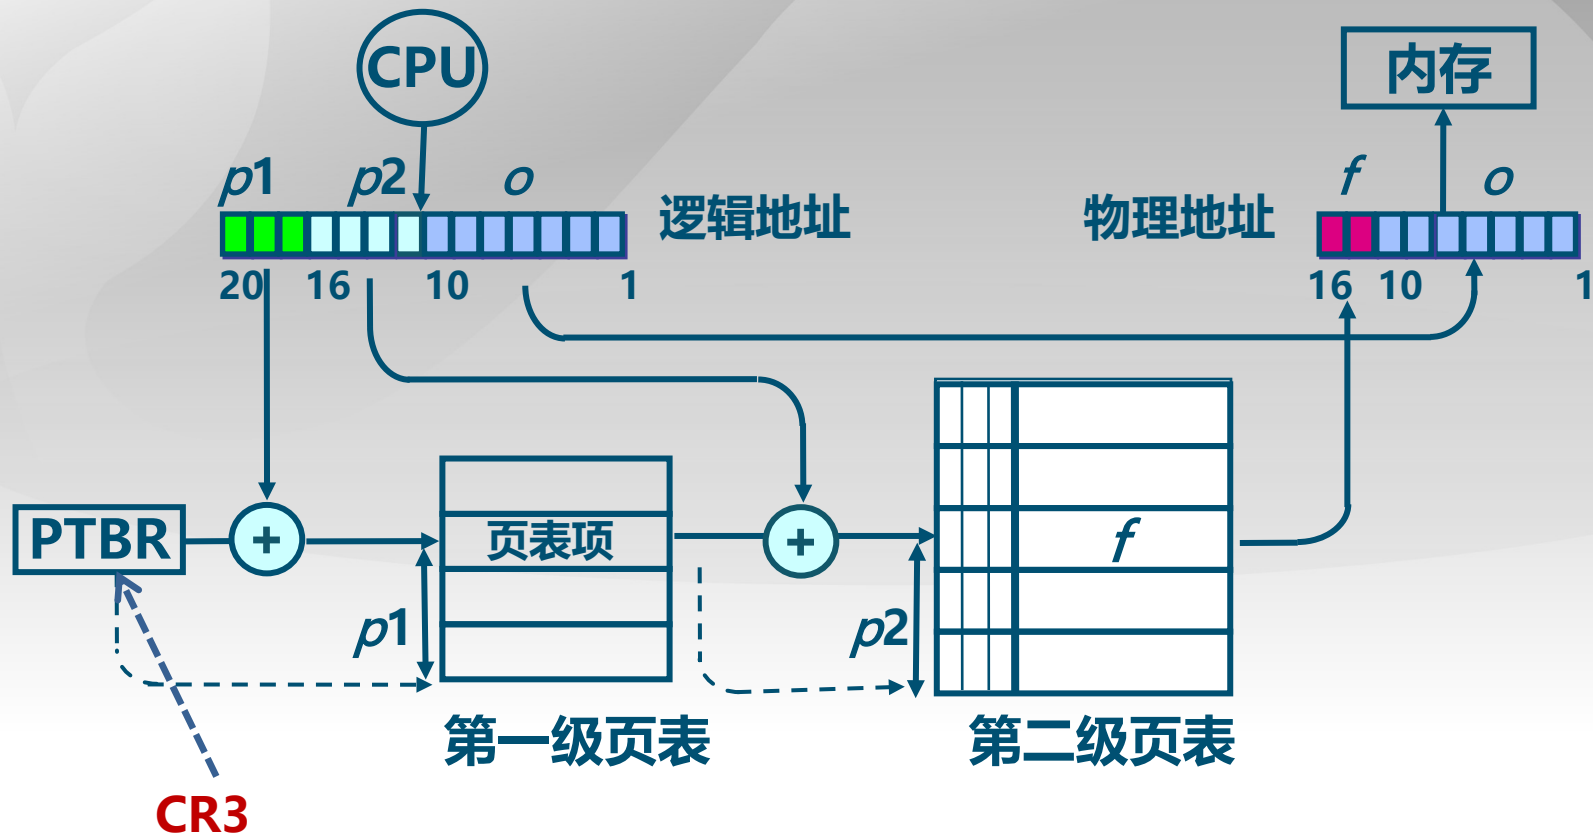 CPU
内存
p1 p2 o
f o
逻辑地址
物理地址
20 16 10 1
16 10 1
PTBR
+
页表项
+
f
p1
p2
第一级页表
第二级页表
CR3